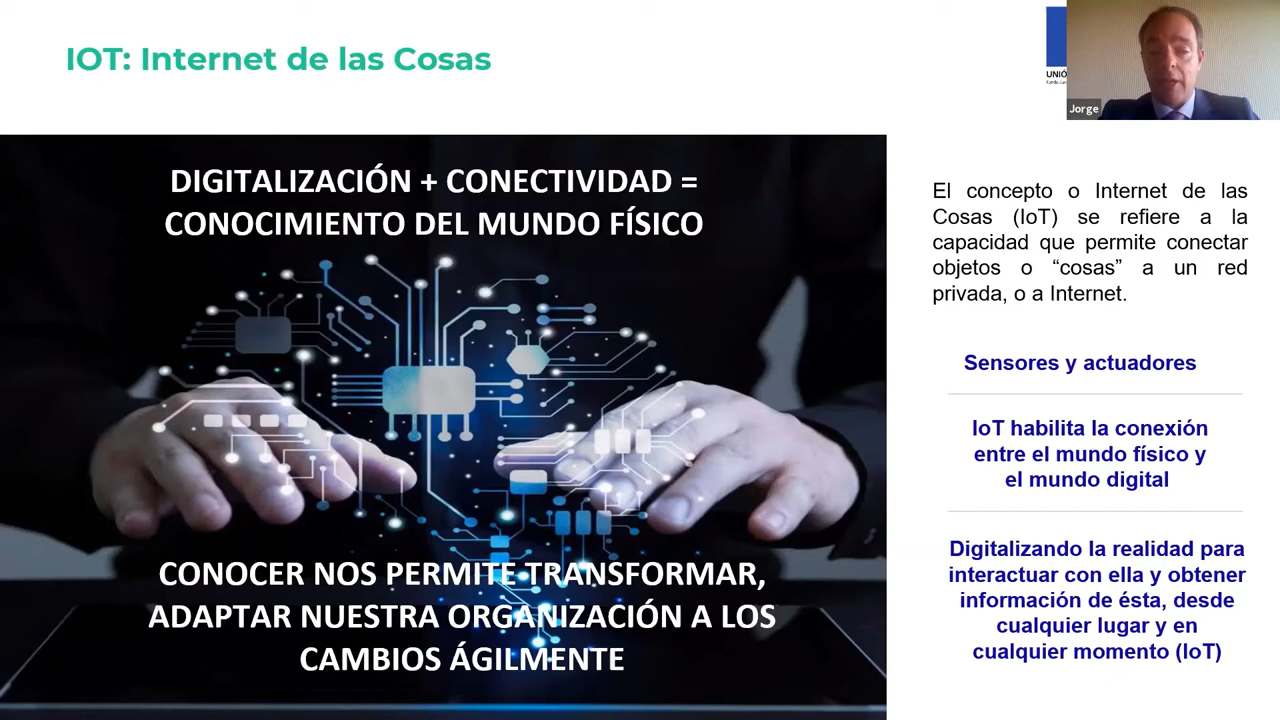 IOT: Internet de las Cosas
Jorge
DIGITALIZACIÓN + CONECTIVIDAD =
CONOCIMIENTO DEL MUNDO FÍSICO
CONOCER NOS PERMITE TRANSFORMAR,
ADAPTAR NUESTRA ORGANIZACIÓN A LOS
CAMBIOS ÁGILMENTE
El concepto o Internet de las
Cosas (IoT) se refiere a la
capacidad que permite conectar
objetos o “cosas” a un red
privada, o a Internet.
Sensores y actuadores
IoT habilita la conexión
entre el mundo físico y
el mundo digital
Digitalizando la realidad para
interactuar con ella y obtener
información de ésta, desde
cualquier lugar y en
cualquier momento (IoT)